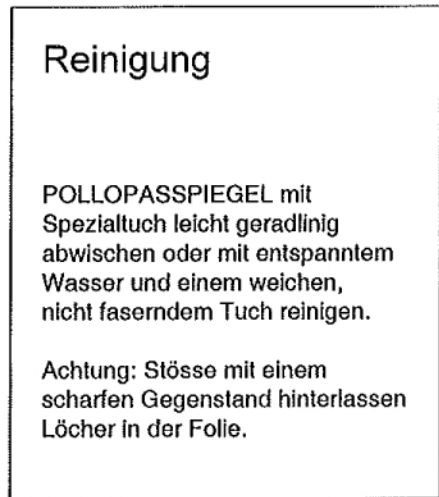 Reinigung
POLLOPASSPIEGEL mit
Spezialtuch leicht geradlinig
abwischen oder mit entspanntem
Wasser und einem weichen,
nicht faserndem Tuch reinigen.
Achtung: Stösse mit einem
scharfen Gegenstand hinterlassen
Löcher in der Folie.